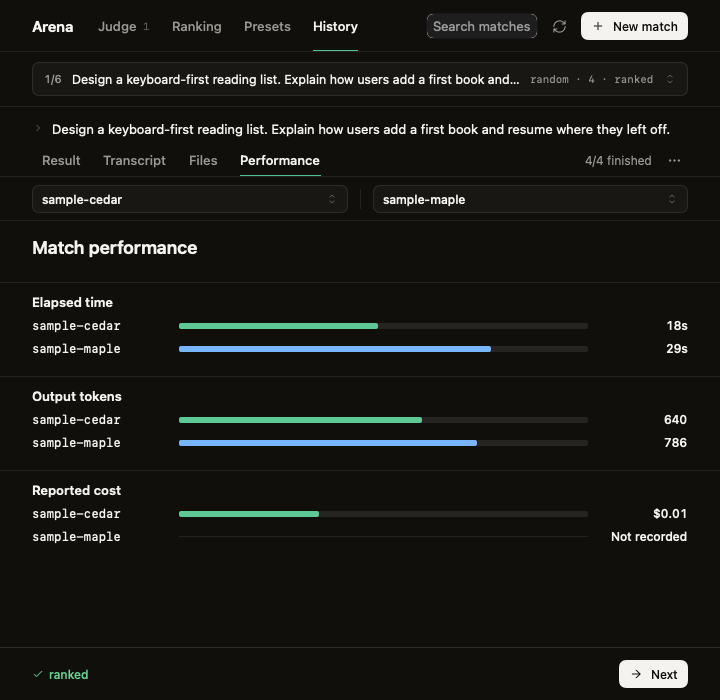 Arena Judge 1 Ranking Presets History Search matches New match
1/6 Design a keyboard-first reading list. Explain how users add a first book and... random · 4 · ranked
Design a keyboard-first reading list. Explain how users add a first book and resume where they left off.
Result Transcript Files Performance 4/4 finished ...
sample-cedar sample-maple
Match performance
Elapsed time
sample-cedar 18s
sample-maple 29s
Output tokens
sample-cedar 640
sample-maple 786
Reported cost
sample-cedar $0.01
sample-maple Not recorded
ranked Next